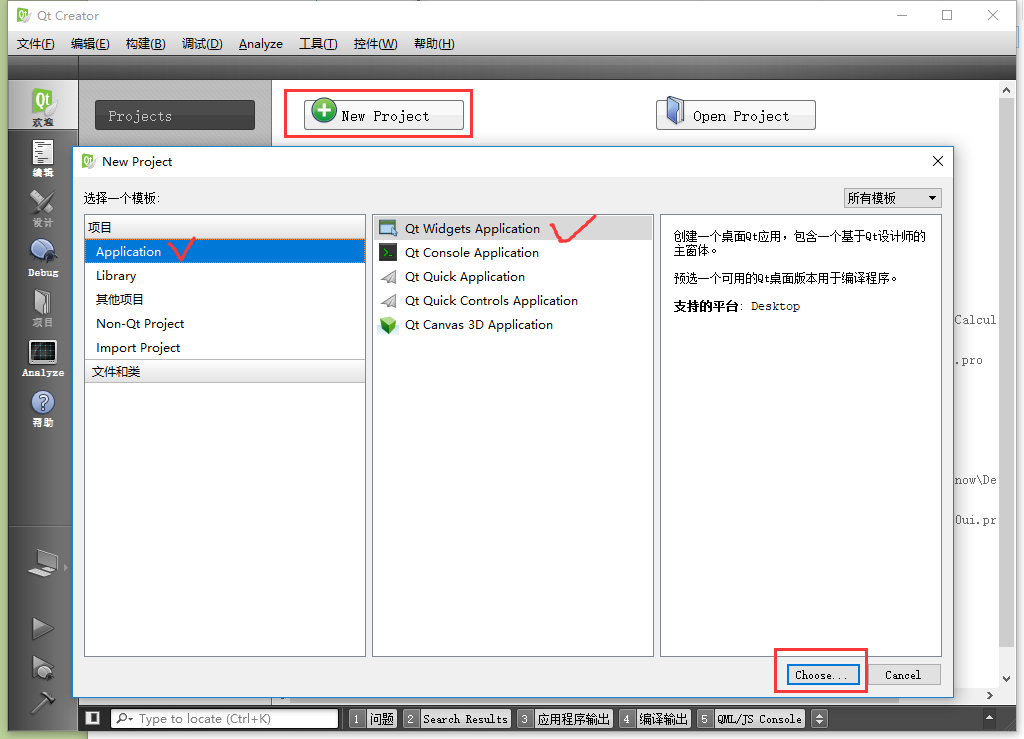 Qt Creator
文件(F) 编辑(E) 构建(B) 调试(D) Analyze 工具(T) 控件(W) 帮助(H)
Qt
欢迎
编辑
设计
Debug
项目
Analyze
帮助
Projects
New Project
Open Project
New Project
选择一个模板:
所有模板
项目
Application
Library
其他项目
Non-Qt Project
Import Project
文件和类
Qt Widgets Application
Qt Console Application
Qt Quick Application
Qt Quick Controls Application
Qt Canvas 3D Application
创建一个桌面Qt应用，包含一个基于Qt设计师的
主窗体。
预选一个可用的Qt桌面版本用于编译程序。
支持的平台: Desktop
Calcul
.pro
now\De
Oui.pr
Choose...
Cancel
Type to locate (Ctrl+K)
1 问题 2 Search Results 3 应用程序输出 4 编译输出 5 QML/JS Console